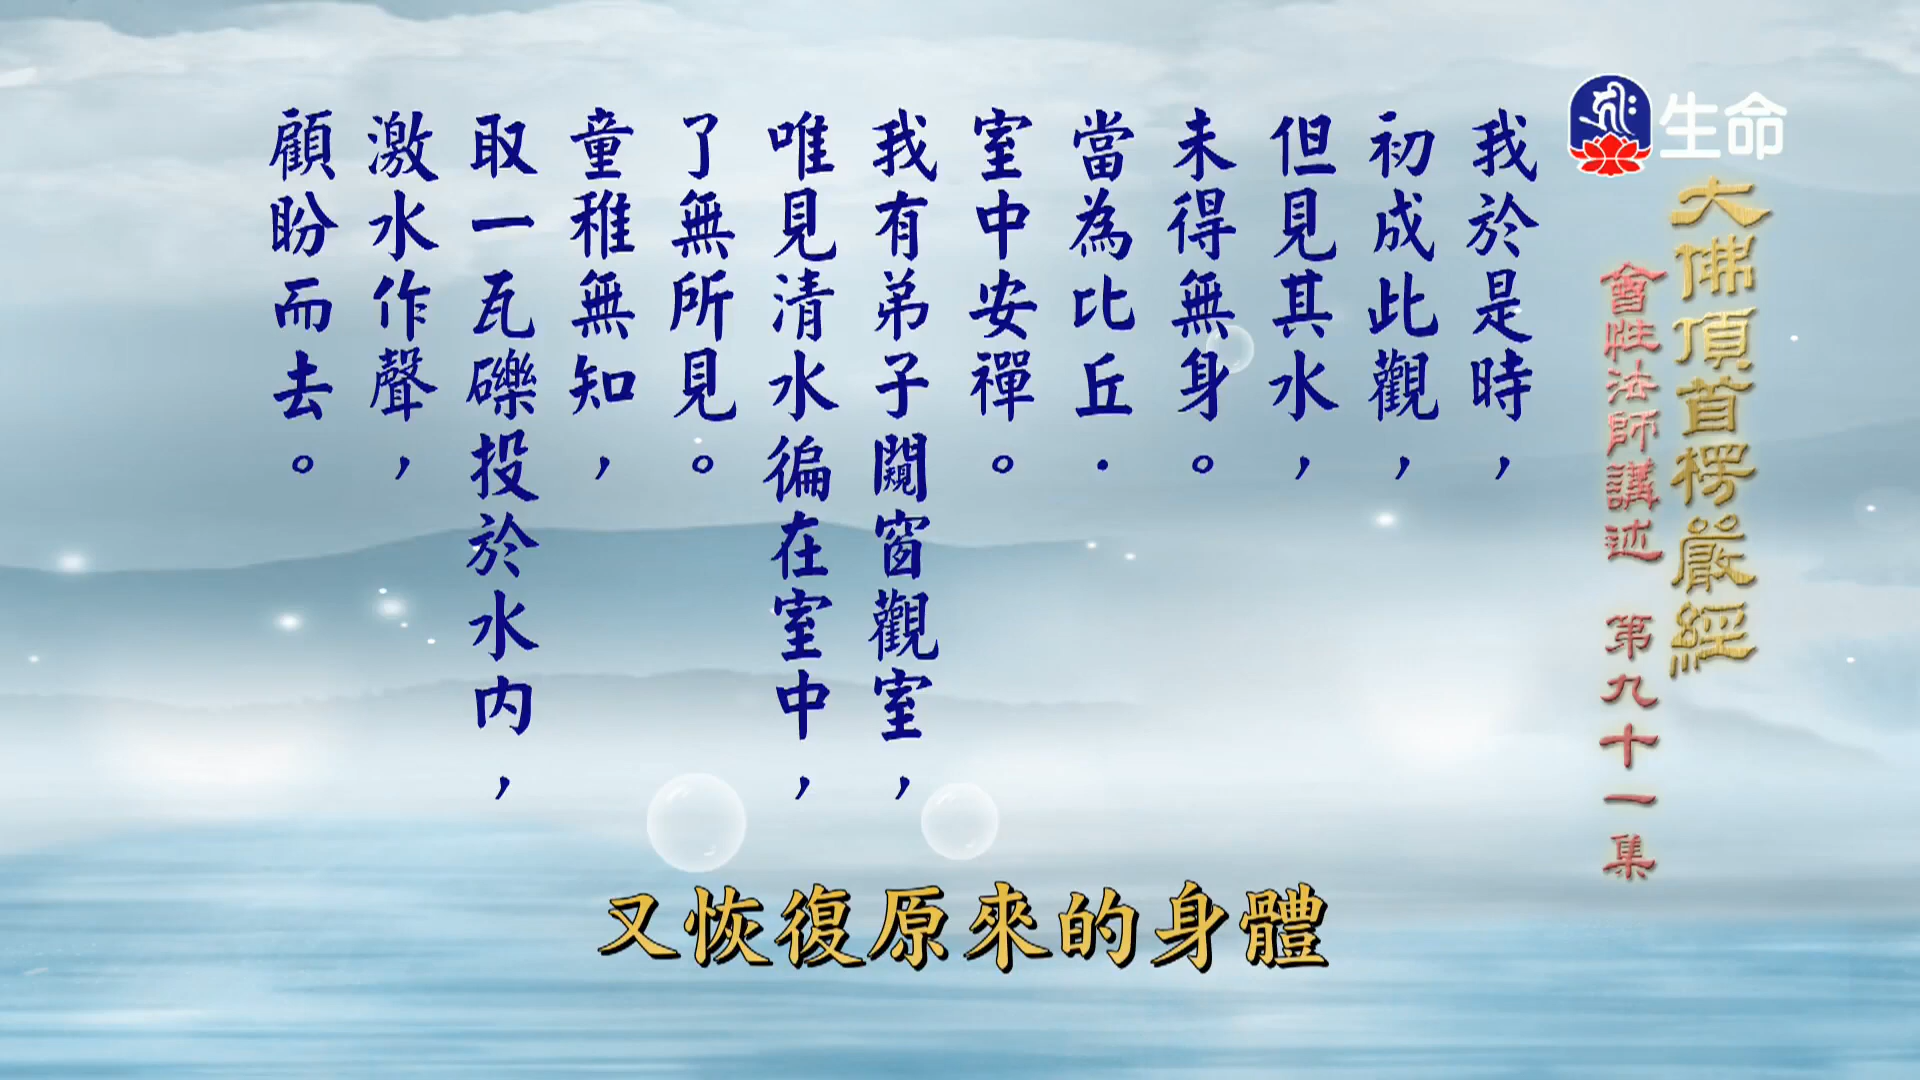 生命
大佛頂首楞嚴經
會性法師講述 第九十一集
我於是時，
初成此觀，
但見其水，
未得無身。
當為比丘．
室中安禪。
我有弟子闚窗觀室，
唯見清水徧在室中，
了無所見。
童稚無知，
取一瓦礫投於水內，
激水作聲，
顧盼而去。
又恢復原來的身體